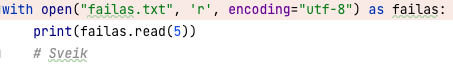 with open("failas.txt", 'r', encoding="utf-8") as failas:
    print(failas.read(5))
    # Sveik